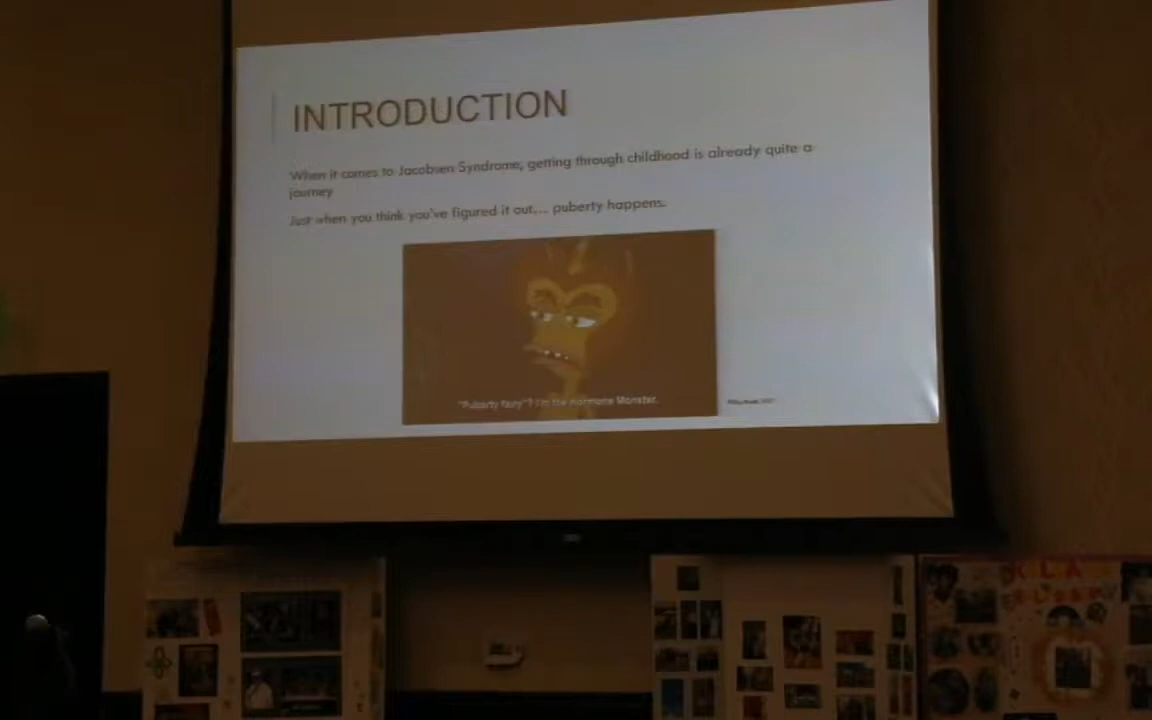 INTRODUCTION
When it comes to Jacobsen Syndrome, getting through childhood is already quite a
journey
Just when you think you've figured it out... puberty happens.
"Puberty fairy"? I'm the Hormone Monster.